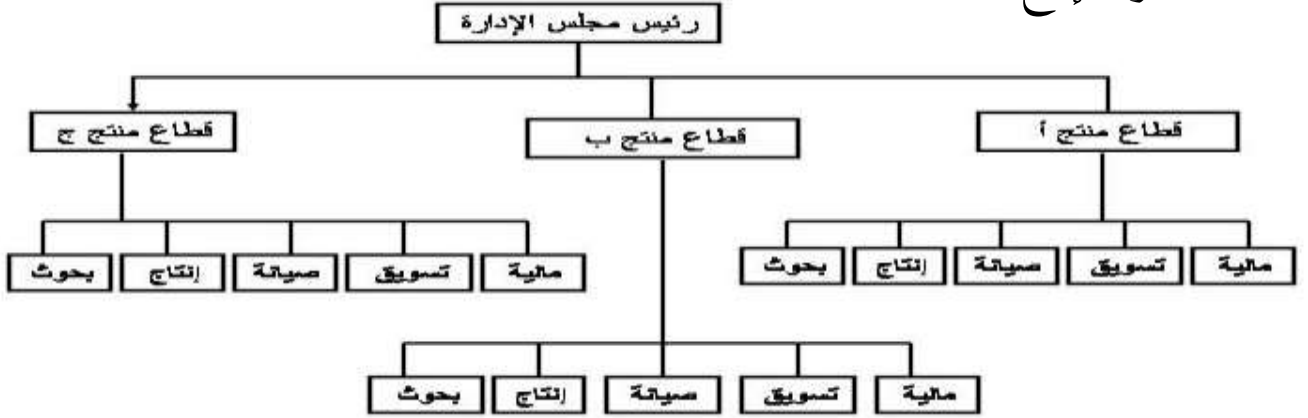 رئيس مجلس الإدارة
قطاع منتج أ
قطاع منتج ب
قطاع منتج ج
مالية
تسويق
صيانة
إنتاج
بحوث
مالية
تسويق
صيانة
إنتاج
بحوث
مالية
تسويق
صيانة
إنتاج
بحوث